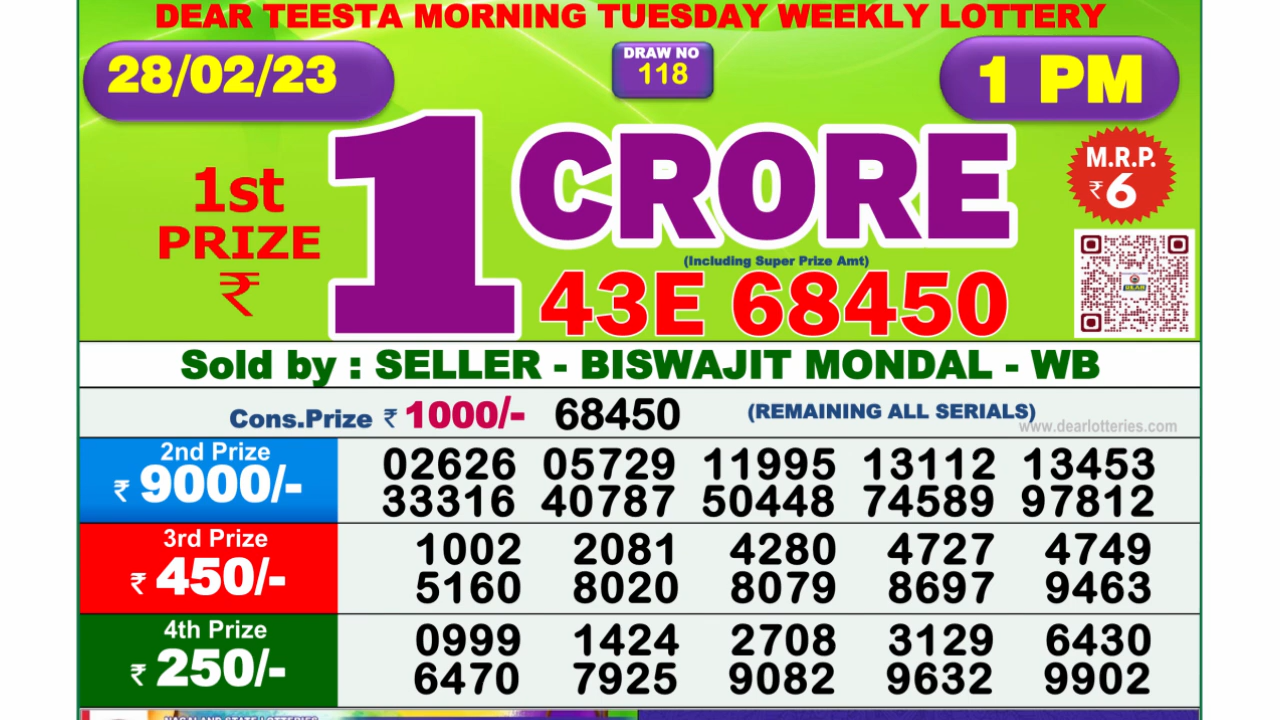 DEAR TEESTA MORNING TUESDAY WEEKLY LOTTERY
28/02/23
DRAW NO
118
1 PM
1st
PRIZE
₹
1 CRORE
(Including Super Prize Amt)
43E 68450
M.R.P.
₹6
Sold by : SELLER - BISWAJIT MONDAL - WB
Cons.Prize ₹ 1000/- 68450 (REMAINING ALL SERIALS)
www.dearlotteries.com
2nd Prize
₹ 9000/-
02626 05729 11995 13112 13453
33316 40787 50448 74589 97812
3rd Prize
₹ 450/-
1002 2081 4280 4727 4749
5160 8020 8079 8697 9463
4th Prize
₹ 250/-
0999 1424 2708 3129 6430
6470 7925 9082 9632 9902
NAGALAND STATE LOTTERIES